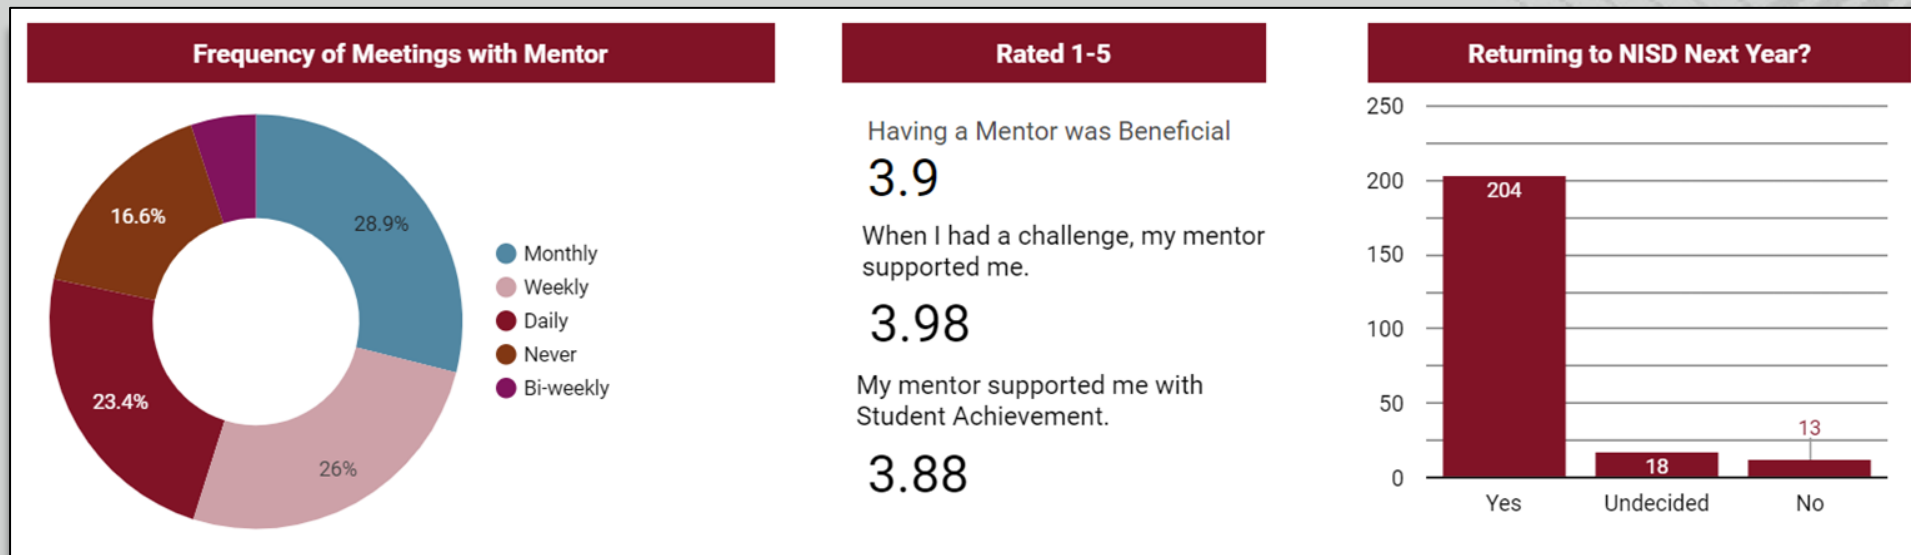 Frequency of Meetings with Mentor
28.9%
26%
23.4%
16.6%
Monthly
Weekly
Daily
Never
Bi-weekly
Rated 1-5
Having a Mentor was Beneficial
3.9
When I had a challenge, my mentor
supported me.
3.98
My mentor supported me with
Student Achievement.
3.88
Returning to NISD Next Year?
250
200
150
100
50
0
204
18
13
Yes
Undecided
No